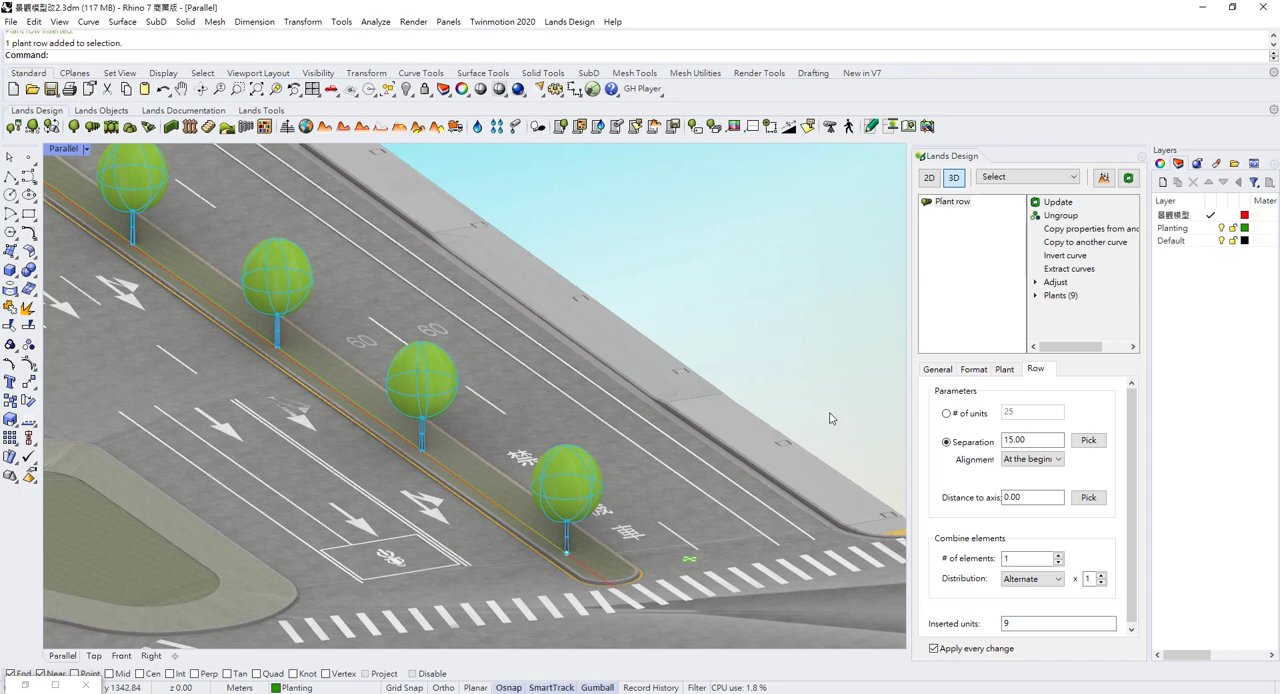 景觀模型改2.3dm (117 MB) - Rhino 7 商業版 - [Parallel]
File Edit View Curve Surface SubD Solid Mesh Dimension Transform Tools Analyze Render Panels Twinmotion 2020 Lands Design Help
Plant row inserted.
1 plant row added to selection.
Command:
Standard CPlanes Set View Display Select Viewport Layout Visibility Transform Curve Tools Surface Tools Solid Tools SubD Mesh Tools Mesh Utilities Render Tools Drafting New in V7
GH Player
Lands Design Lands Objects Lands Documentation Lands Tools
Parallel
Lands Design
2D 3D Select
Plant row
Update
Ungroup
Copy properties from ano
Copy to another curve
Invert curve
Extract curves
Adjust
Plants (9)
General Format Plant Row
Parameters
# of units 25
Separation 15.00 Pick
Alignment At the begin
Distance to axis 0.00 Pick
Combine elements
# of elements: 1
Distribution: Alternate x 1
Inserted units: 9
Apply every change
Layers
Layer Mater
景觀模型
Planting
Default
60
60
禁
Parallel Top Front Right
End Near Point Mid Cen Int Perp Tan Quad Knot Vertex Project Disable
y 1342.84 z 0.00 Meters Planting Grid Snap Ortho Planar Osnap SmartTrack Gumball Record History Filter CPU use: 1.8 %